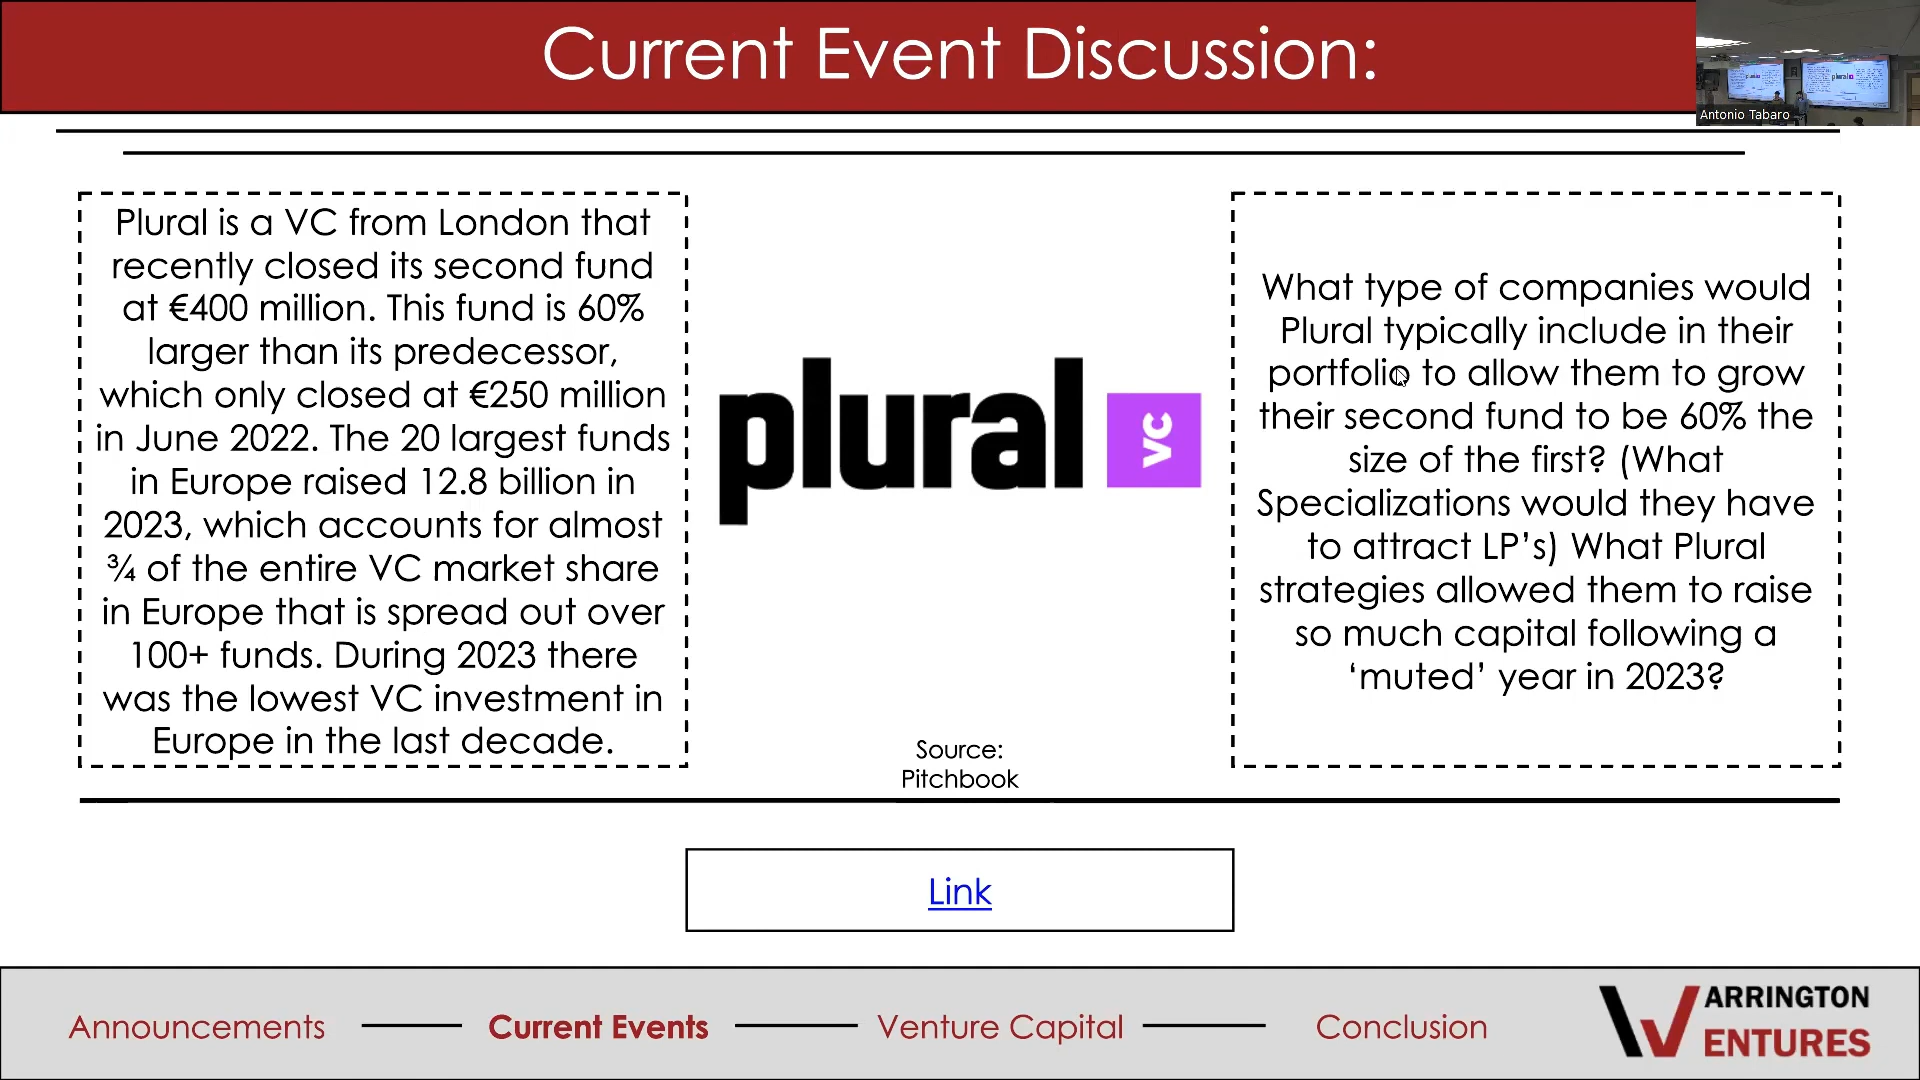 Current Event Discussion:
Antonio Tabaro
Plural is a VC from London that
recently closed its second fund
at €400 million. This fund is 60%
larger than its predecessor,
which only closed at €250 million
in June 2022. The 20 largest funds
in Europe raised 12.8 billion in
2023, which accounts for almost
¾ of the entire VC market share
in Europe that is spread out over
100+ funds. During 2023 there
was the lowest VC investment in
Europe in the last decade.
plural
VC
Source:
Pitchbook
What type of companies would
Plural typically include in their
portfolio to allow them to grow
their second fund to be 60% the
size of the first? (What
Specializations would they have
to attract LP’s) What Plural
strategies allowed them to raise
so much capital following a
‘muted’ year in 2023?
Link
Announcements
Current Events
Venture Capital
Conclusion
WARRINGTON
VENTURES